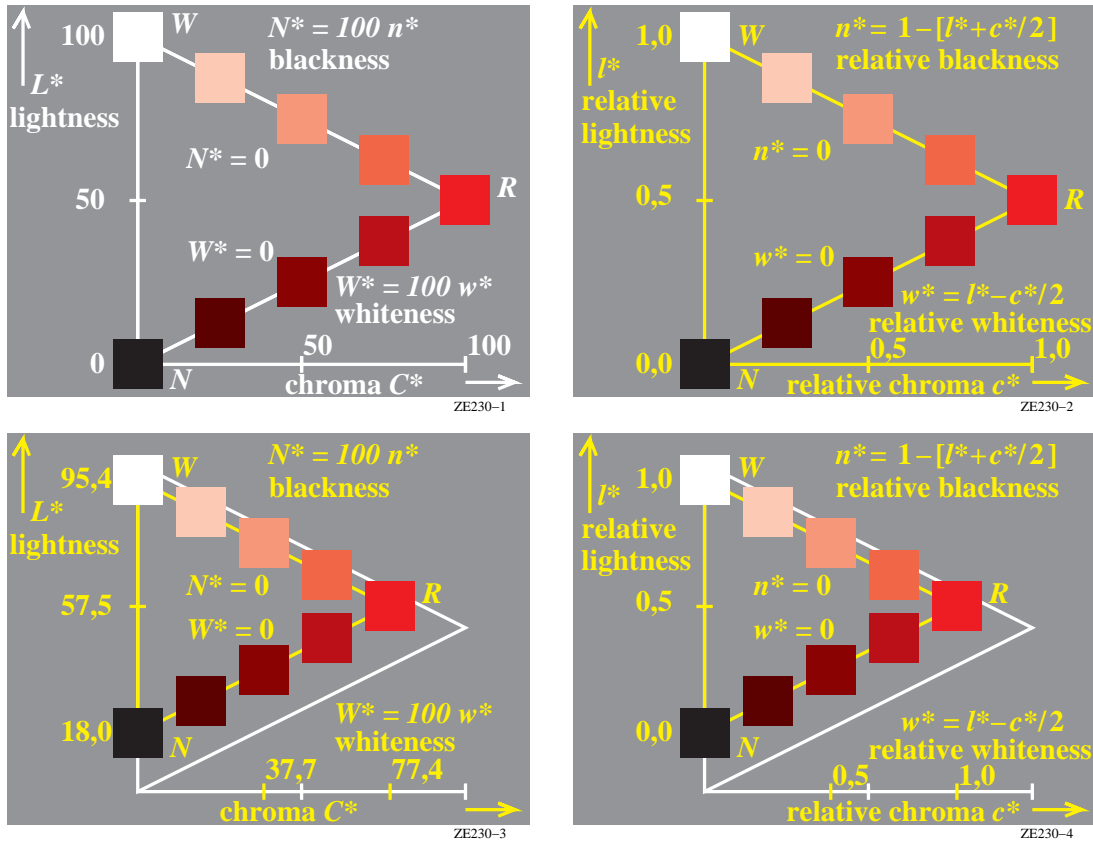 W
N* = 100 n*
100
blackness
L*
lightness
N* = 0
50
R
W* = 0
W* = 100 w*
whiteness
0
50
100
N
chroma C*
ZE230–1
1,0
W
n* = 1–[l*+c*/2]
relative blackness
l*
relative
lightness
n* = 0
0,5
R
w* = 0
w* = l*–c*/2
relative whiteness
0,0
0,5
1,0
N
relative chroma c*
ZE230–2
W
N* = 100 n*
95,4
blackness
L*
lightness
N* = 0
57,5
R
W* = 0
W* = 100 w*
18,0
N
whiteness
37,7
77,4
chroma C*
ZE230–3
W
n* = 1–[l*+c*/2]
1,0
relative blackness
l*
relative
lightness
n* = 0
0,5
R
w* = 0
w* = l*–c*/2
0,0
N
relative whiteness
0,5
1,0
relative chroma c*
ZE230–4